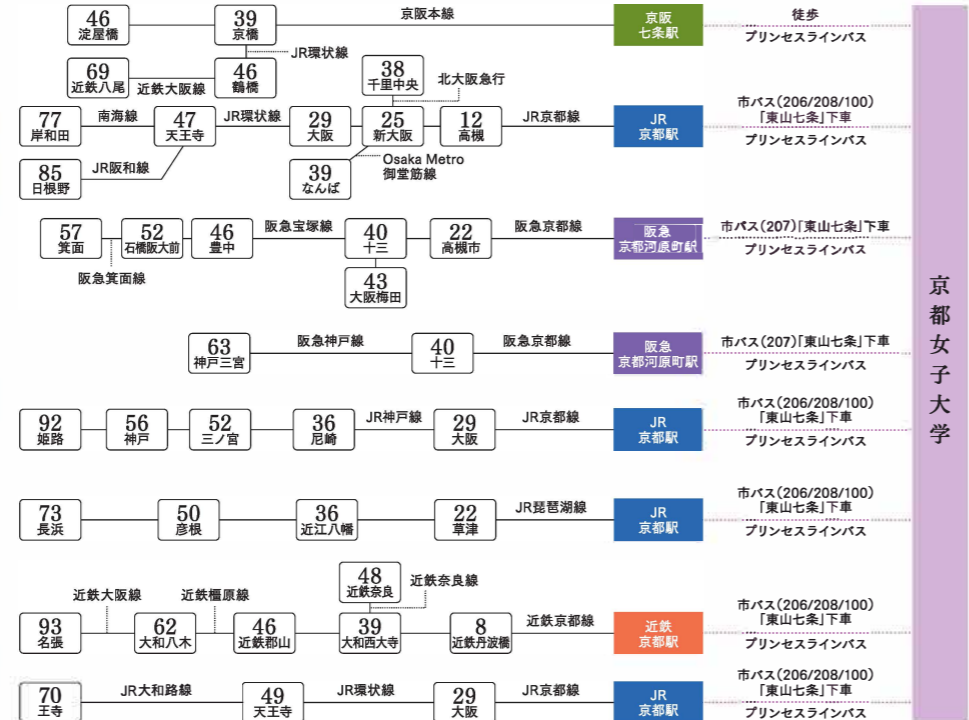 46
淀屋橋
39
京橋
京阪本線
京阪
七条駅
徒歩
プリンセスラインバス
JR環状線
69
近鉄八尾
近鉄大阪線
46
鶴橋
38
千里中央
北大阪急行
77
岸和田
南海線
47
天王寺
JR環状線
29
大阪
25
新大阪
12
高槻
JR京都線
JR
京都駅
市バス(206/208/100)
「東山七条」下車
プリンセスラインバス
85
日根野
JR阪和線
39
なんば
Osaka Metro
御堂筋線
57
箕面
52
石橋阪大前
46
豊中
阪急宝塚線
40
十三
22
高槻市
阪急京都線
阪急
京都河原町駅
市バス(207)「東山七条」下車
プリンセスラインバス
阪急箕面線
43
大阪梅田
63
神戸三宮
阪急神戸線
40
十三
阪急京都線
阪急
京都河原町駅
市バス(207)「東山七条」下車
プリンセスラインバス
92
姫路
56
神戸
52
三ノ宮
36
尼崎
JR神戸線
29
大阪
JR京都線
JR
京都駅
市バス(206/208/100)
「東山七条」下車
プリンセスラインバス
73
長浜
50
彦根
36
近江八幡
22
草津
JR琵琶湖線
JR
京都駅
市バス(206/208/100)
「東山七条」下車
プリンセスラインバス
48
近鉄奈良
近鉄奈良線
近鉄大阪線
近鉄橿原線
93
名張
62
大和八木
46
近鉄郡山
39
大和西大寺
8
近鉄丹波橋
近鉄京都線
近鉄
京都駅
市バス(206/208/100)
「東山七条」下車
プリンセスラインバス
70
王寺
JR大和路線
49
天王寺
JR環状線
29
大阪
JR京都線
JR
京都駅
市バス(206/208/100)
「東山七条」下車
プリンセスラインバス
京都女子大学